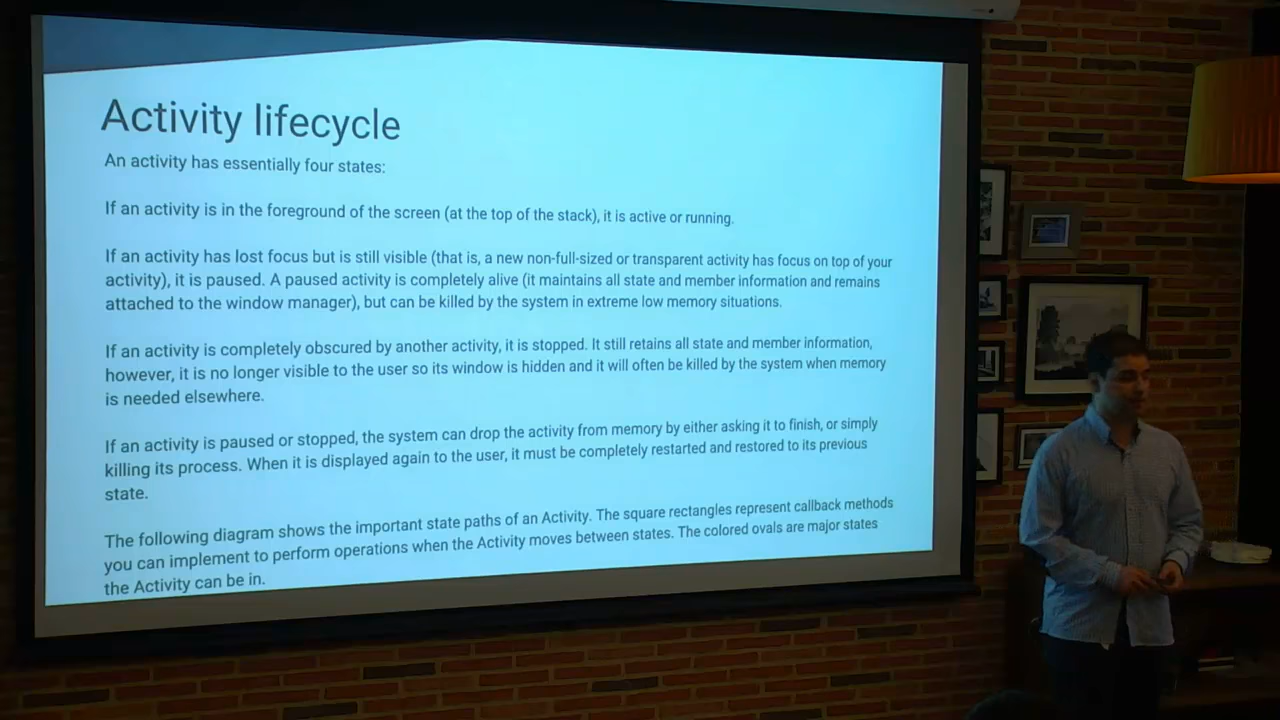 Activity lifecycle
An activity has essentially four states:
If an activity is in the foreground of the screen (at the top of the stack), it is active or running.
If an activity has lost focus but is still visible (that is, a new non-full-sized or transparent activity has focus on top of your
activity), it is paused. A paused activity is completely alive (it maintains all state and member information and remains
attached to the window manager), but can be killed by the system in extreme low memory situations.
If an activity is completely obscured by another activity, it is stopped. It still retains all state and member information,
however, it is no longer visible to the user so its window is hidden and it will often be killed by the system when memory
is needed elsewhere.
If an activity is paused or stopped, the system can drop the activity from memory by either asking it to finish, or simply
killing its process. When it is displayed again to the user, it must be completely restarted and restored to its previous
state.
The following diagram shows the important state paths of an Activity. The square rectangles represent callback methods
you can implement to perform operations when the Activity moves between states. The colored ovals are major states
the Activity can be in.